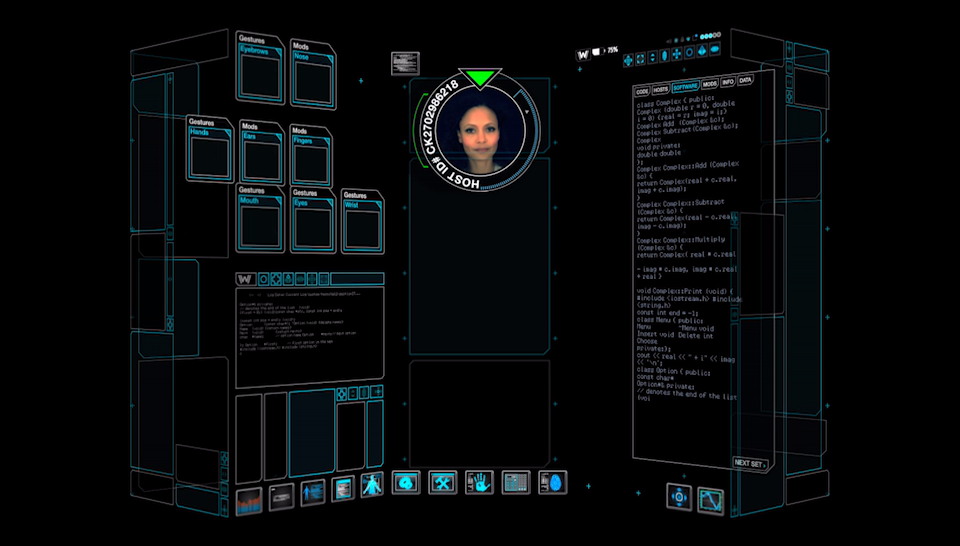 Gestures
Eyebrows
Mods
Nose
Gestures
Hands
Mods
Ears
Mods
Fingers
Gestures
Mouth
Gestures
Eyes
Gestures
Wrist
HOST ID# CK2702986218
W
75%
CODE
HOSTS
SOFTWARE
MODS
INFO
DATA
class Complex { public:
Complex (double r = 0, double
i = 0) {real = r; imag = i;}
Complex Add (Complex &c);
Complex Subtract(Complex &c);
Complex
void private:
double double
};
Complex Complex::Add (Complex
&c) {
return Complex(real + c.real,
imag + c.imag);
}
Complex Complex::Subtract
(Complex &c) {
return Complex(real - c.real,
imag - c.imag);
}
Complex Complex::Multiply
(Complex &c) {
return Complex( real * c.real
- imag * c.imag, imag * c.real
+ real }
void Complex::Print (void) {
#include <iostream.h> #include
<string.h>
const int end = -1;
class Menu { public:
Menu ~Menu void
Insert void Delete int
Choose
private:};
cout << real << " + i" << imag
<< '\n';
class Option { public:
const char*
Option*& private:
// denotes the end of the list
(voi
NEXT SET
W